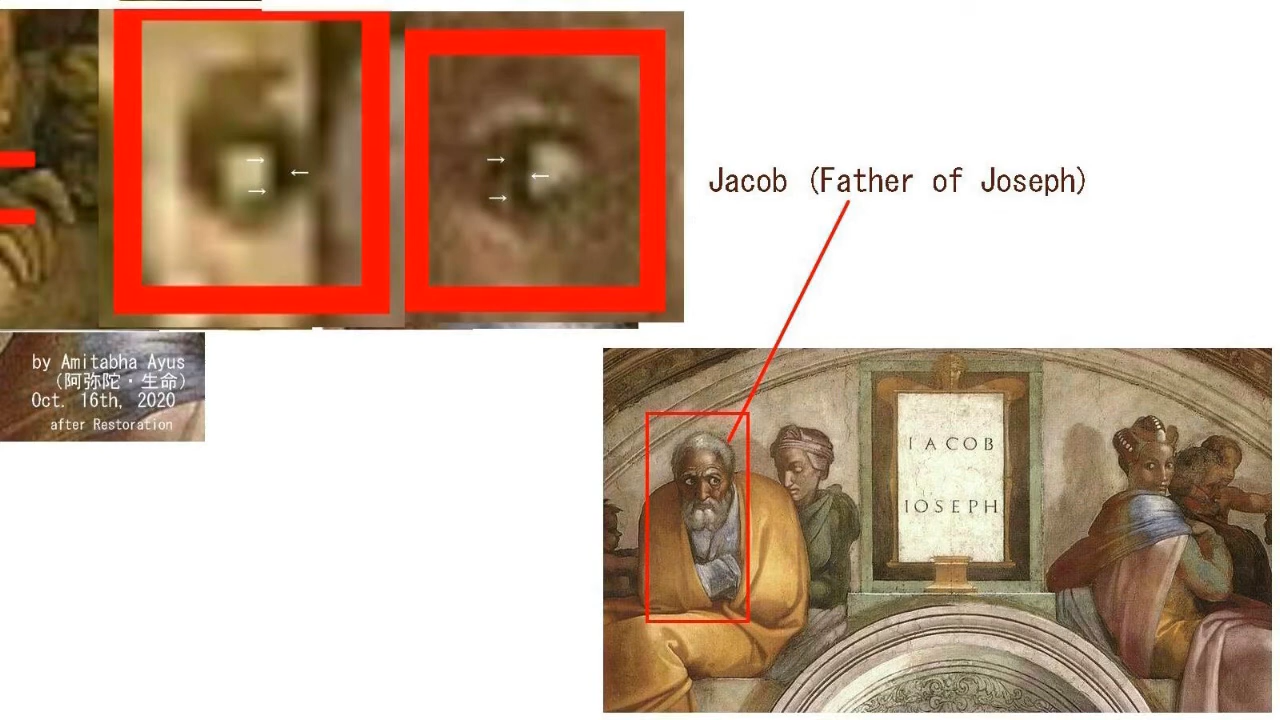 Jacob (Father of Joseph)
by Amitabha Ayus
(阿弥陀・生命)
Oct. 16th, 2020
after Restoration
IACOB
IOSEPH